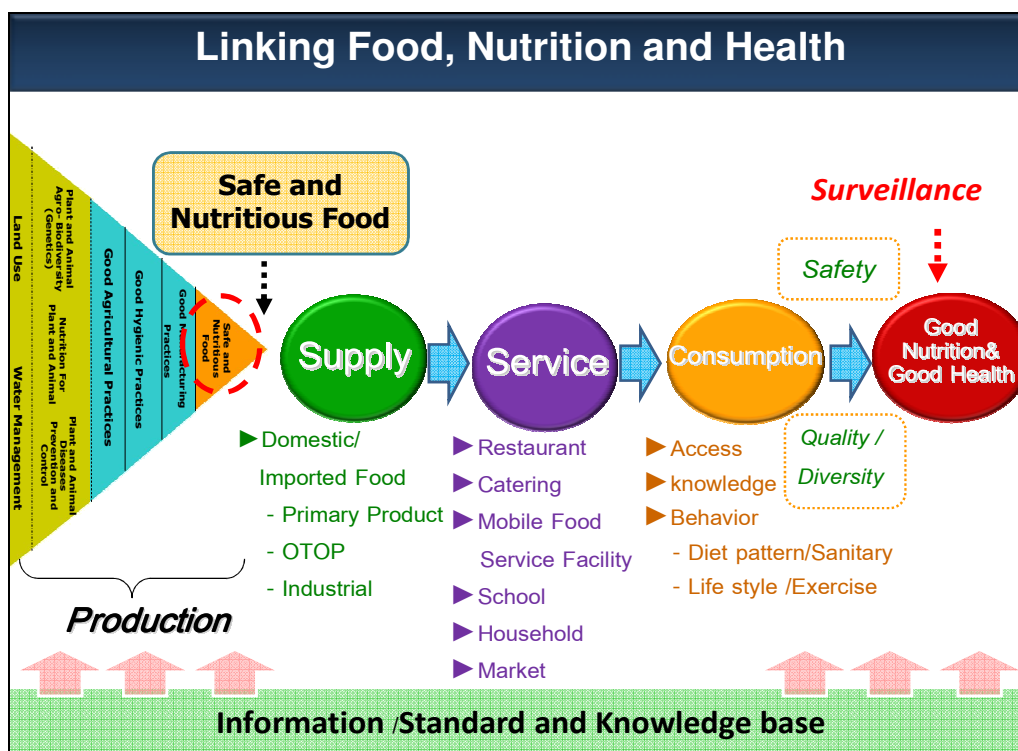 Linking Food, Nutrition and Health
Land Use
Water Management
Plant and Animal
Agro- Biodiversity
(Genetics)
Nutrition For
Plant and Animal
Plant and Animal
Diseases
Prevention and
Control
Good Agricultural Practices
Good Hygienic Practices
Good Manufacturing
Practices
Safe and
Nutritious
Food
Production
Safe and
Nutritious Food
Supply
Domestic/
Imported Food
- Primary Product
- OTOP
- Industrial
Service
Restaurant
Catering
Mobile Food
Service Facility
School
Household
Market
Consumption
Access
knowledge
Behavior
- Diet pattern/Sanitary
- Life style /Exercise
Surveillance
Safety
Good
Nutrition&
Good Health
Quality /
Diversity
Information /Standard and Knowledge base